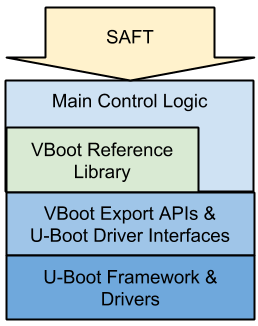 SAFT
Main Control Logic
VBoot Reference
Library
VBoot Export APIs &
U-Boot Driver Interfaces
U-Boot Framework &
Drivers